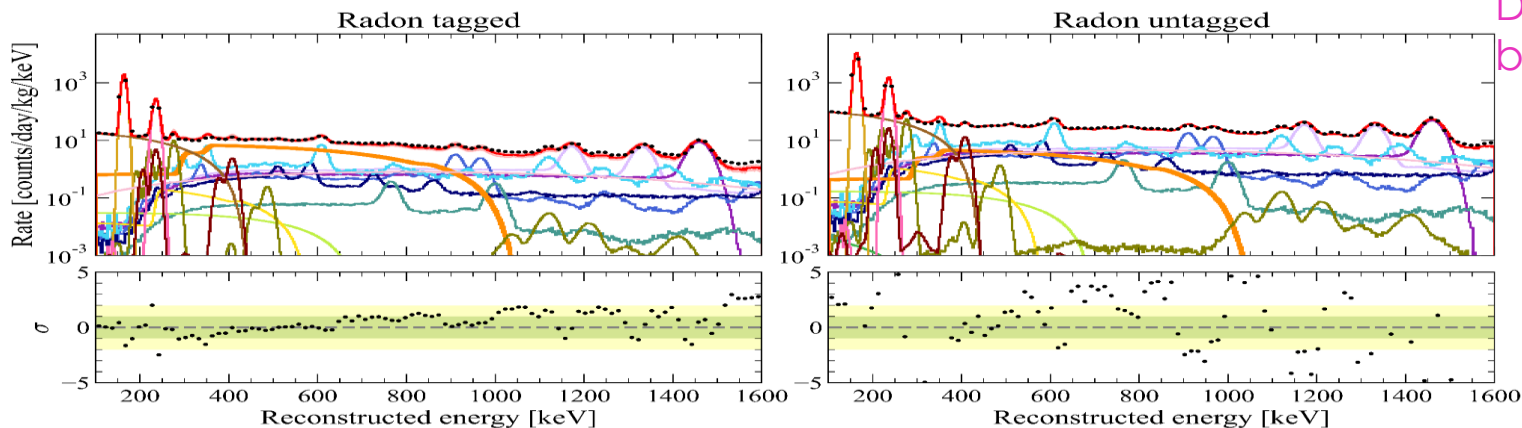 Radon tagged
Radon untagged
D
b
Rate [counts/day/kg/keV]
10³
10¹
10⁻¹
10⁻³
10³
10¹
10⁻¹
10⁻³
σ
5
0
−5
5
0
−5
200 400 600 800 1000 1200 1400 1600
200 400 600 800 1000 1200 1400 1600
Reconstructed energy [keV]
Reconstructed energy [keV]